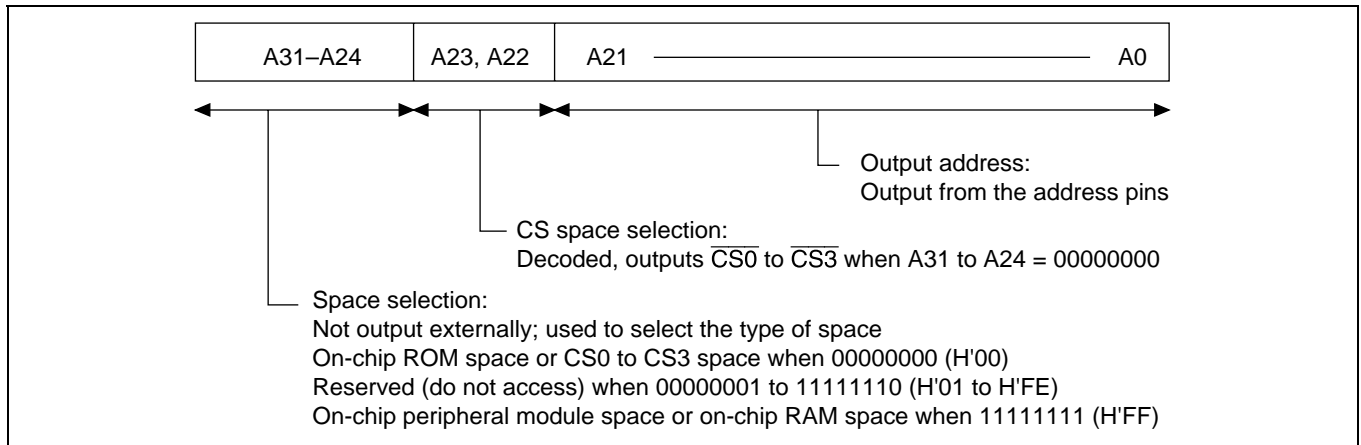 A31–A24 A23, A22 A21 A0
Output address:
Output from the address pins
CS space selection:
Decoded, outputs C̅S̅0̅ to C̅S̅3̅ when A31 to A24 = 00000000
Space selection:
Not output externally; used to select the type of space
On-chip ROM space or CS0 to CS3 space when 00000000 (H'00)
Reserved (do not access) when 00000001 to 11111110 (H'01 to H'FE)
On-chip peripheral module space or on-chip RAM space when 11111111 (H'FF)